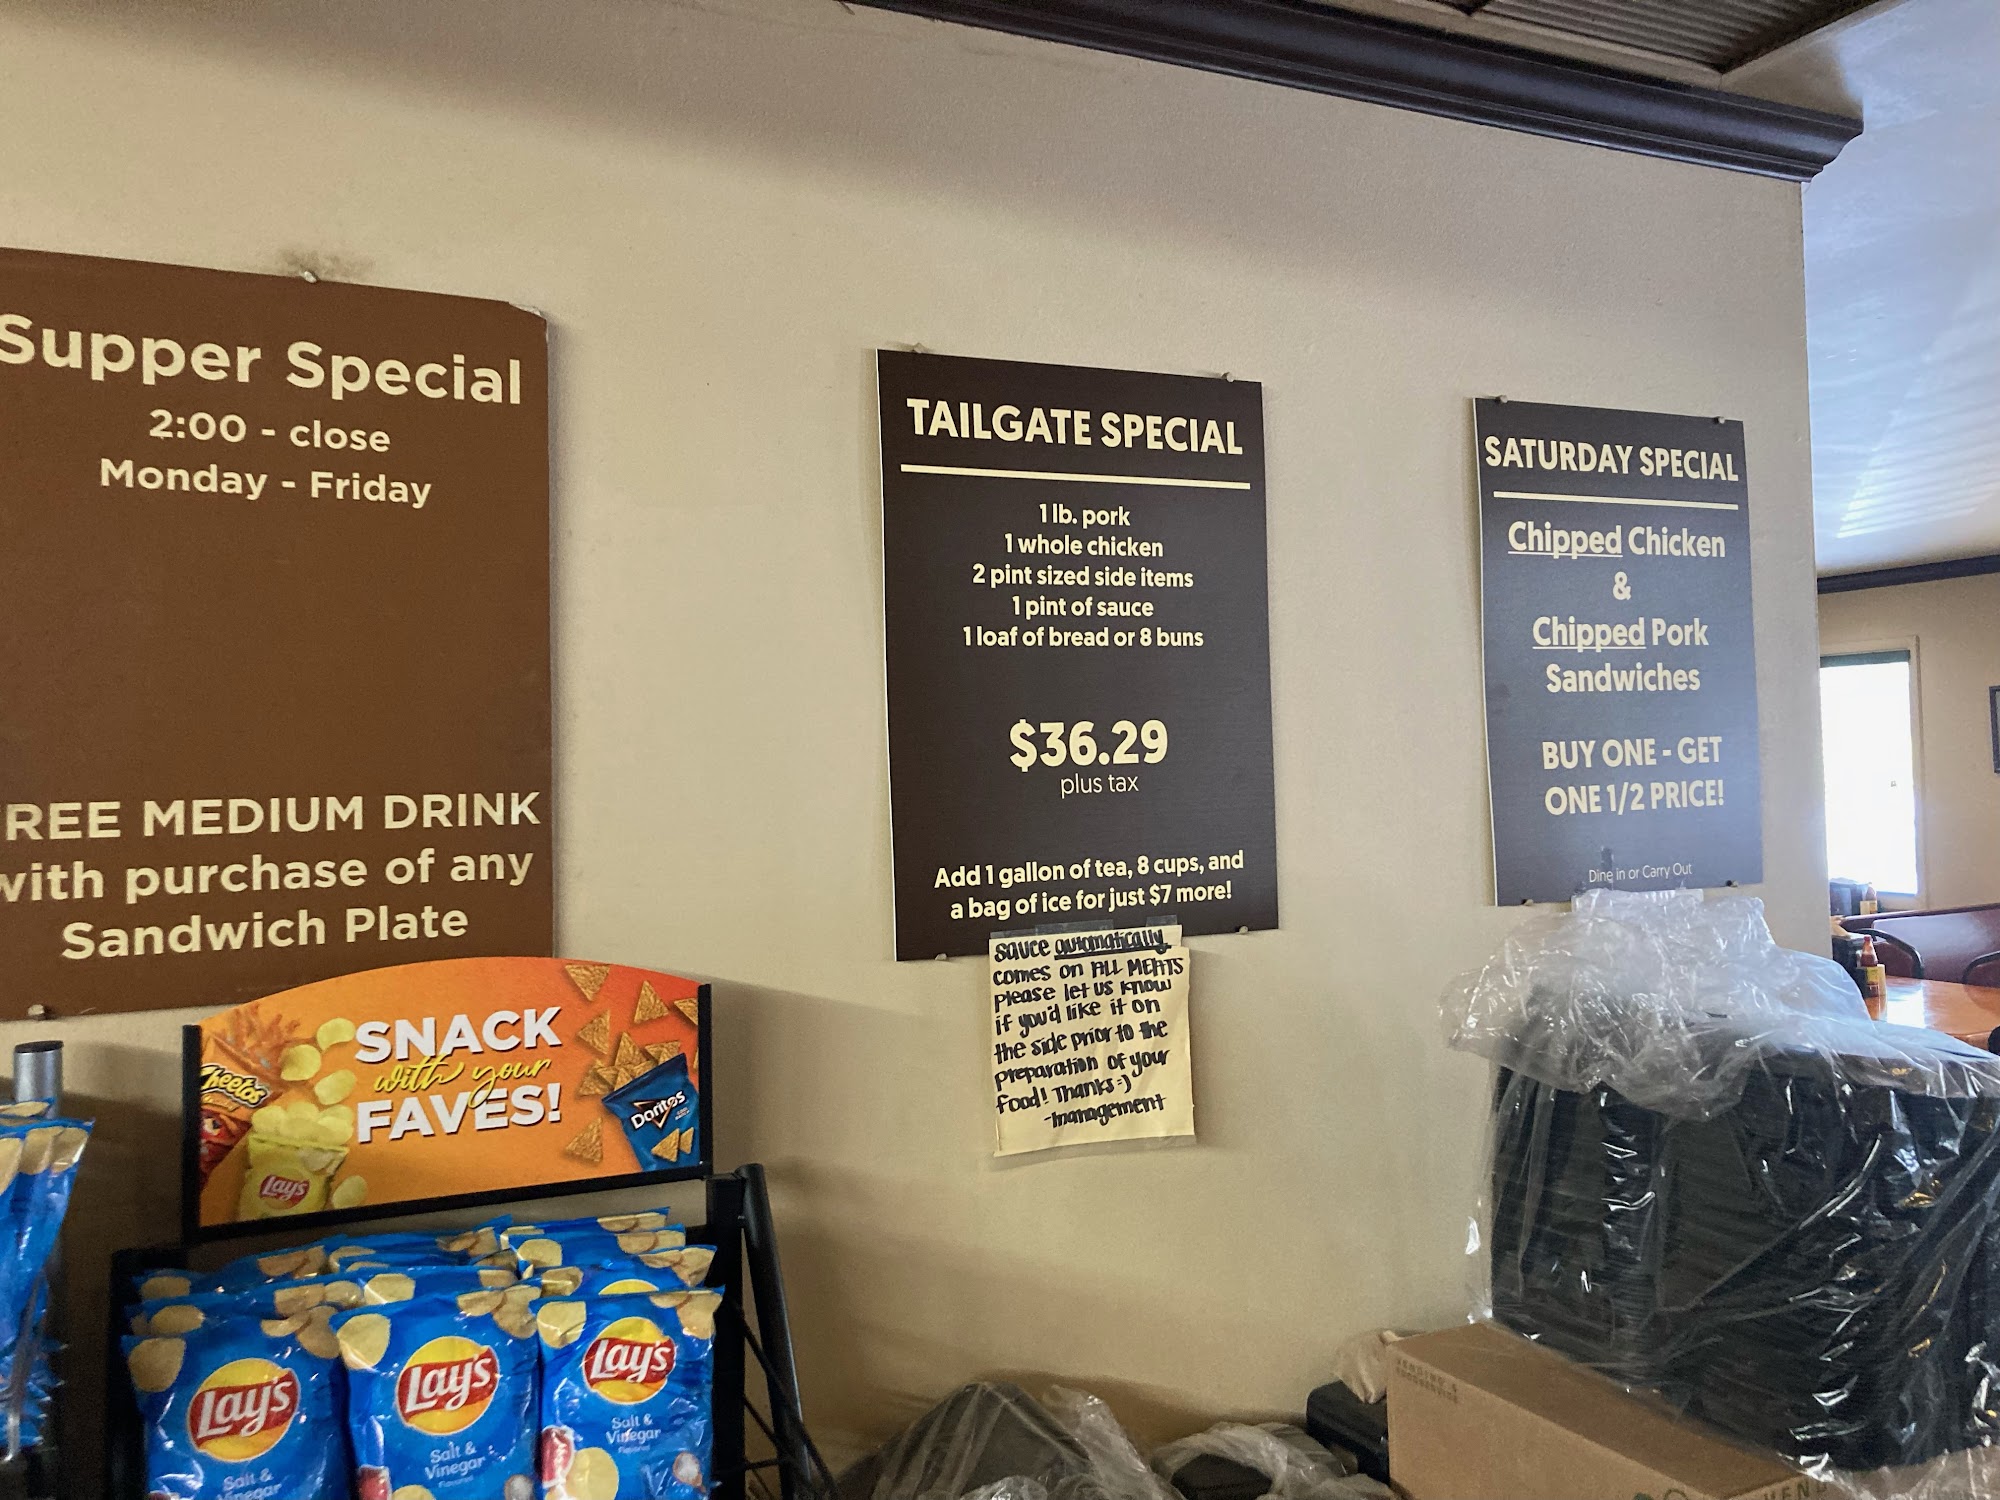 Supper Special
2:00 - close
Monday - Friday
REE MEDIUM DRINK
with purchase of any
Sandwich Plate
TAILGATE SPECIAL
1 lb. pork
1 whole chicken
2 pint sized side items
1 pint of sauce
1 loaf of bread or 8 buns
$36.29
plus tax
Add 1 gallon of tea, 8 cups, and
a bag of ice for just $7 more!
sauce automatically
comes on ALL MEATS
please let us know
if you'd like it on
the side prior to the
preparation of your
food! Thanks :)
-management
SATURDAY SPECIAL
Chipped Chicken
&
Chipped Pork
Sandwiches
BUY ONE - GET
ONE 1/2 PRICE!
Dine in or Carry Out
SNACK
with your
FAVES!
Cheetos
Lay's
Doritos
Lay's
Salt &
Vinegar
Lay's
Salt &
Vinegar
Flavored
Lay's
Salt &
Vinegar
Flavored